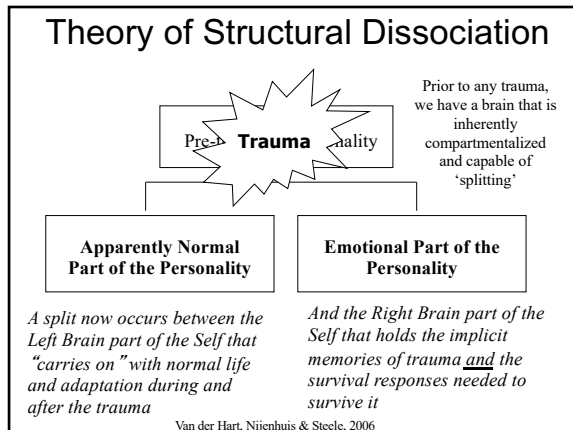 Theory of Structural Dissociation
Prior to any trauma,
we have a brain that is
inherently
compartmentalized
and capable of
‘splitting’
Trauma
Apparently Normal
Part of the Personality
Emotional Part of the
Personality
A split now occurs between the
Left Brain part of the Self that
“carries on” with normal life
and adaptation during and
after the trauma
And the Right Brain part of the
Self that holds the implicit
memories of trauma and the
survival responses needed to
survive it
Van der Hart, Nijenhuis & Steele, 2006